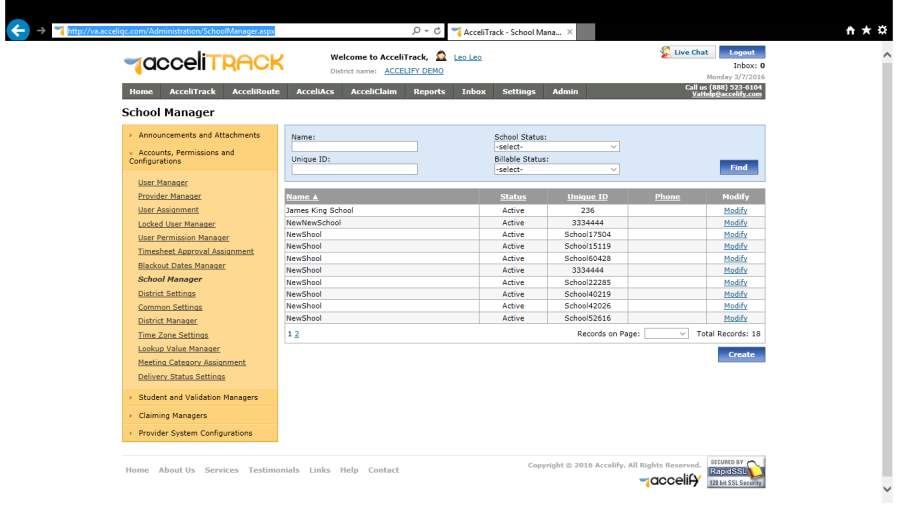 http://va.acceliqc.com/Administration/SchoolManager.aspx
AcceliTrack - School Mana...
acceliTRACK
Welcome to AcceliTrack, Leo Leo
District name: ACCELIFY DEMO
Live Chat
Logout
Inbox: 0
Monday 3/7/2016
Home AcceliTrack AcceliRoute AcceliAcs AcceliClaim Reports Inbox Settings Admin
Call us (888) 523-6104
VaHelp@accelify.com
School Manager
Announcements and Attachments
Accounts, Permissions and
Configurations
User Manager
Provider Manager
User Assignment
Locked User Manager
User Permission Manager
Timesheet Approval Assignment
Blackout Dates Manager
School Manager
District Settings
Common Settings
District Manager
Time Zone Settings
Lookup Value Manager
Meeting Category Assignment
Delivery Status Settings
Student and Validation Managers
Claiming Managers
Provider System Configurations
Name:
School Status:
-select-
Unique ID:
Billable Status:
-select-
Find
Name ▲ Status Unique ID Phone Modify
James King School Active 236 Modify
NewNewSchool Active 3334444 Modify
NewShool Active School17504 Modify
NewShool Active School15119 Modify
NewShool Active School60428 Modify
NewShool Active 3334444 Modify
NewShool Active School22285 Modify
NewShool Active School40219 Modify
NewShool Active School42026 Modify
NewShool Active School52616 Modify
1 2 Records on Page: Total Records: 18
Create
Home About Us Services Testimonials Links Help Contact
Copyright © 2016 Accelify. All Rights Reserved.
accelify
SECURED BY
RapidSSL
128 bit SSL Security